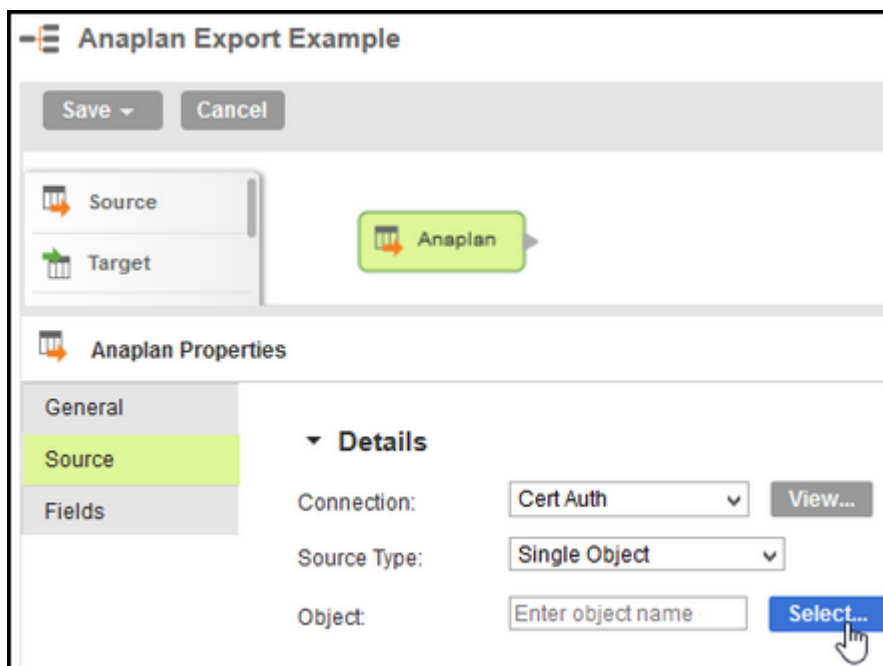 Anaplan Export Example
Save Cancel
Source
Target
Anaplan
Anaplan Properties
General
Source
Fields
Details
Connection: Cert Auth View...
Source Type: Single Object
Object: Enter object name Select...